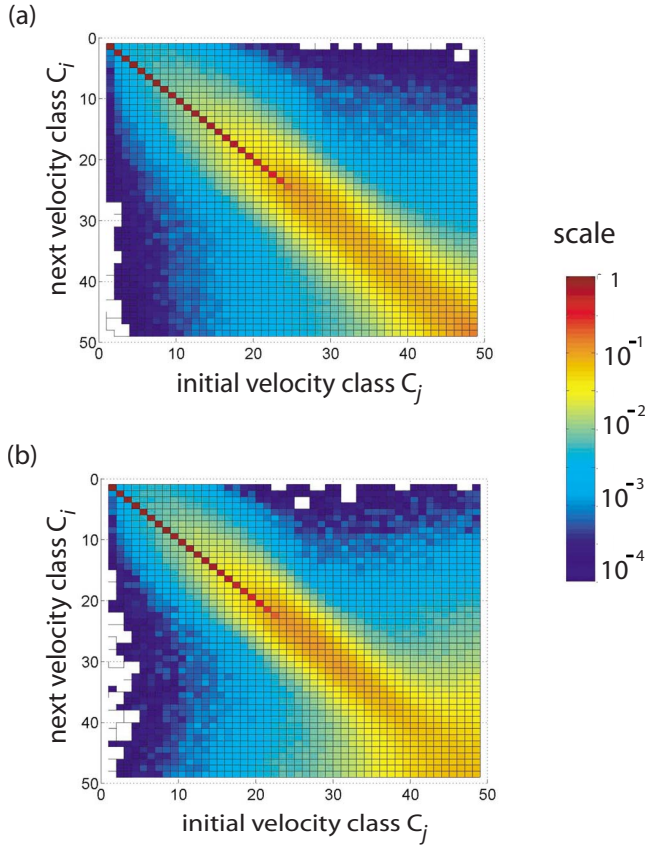 (a)
0
10
20
30
40
50
next velocity class C_i
0 10 20 30 40 50
initial velocity class C_j
scale
1
10^-1
10^-2
10^-3
10^-4
(b)
0
10
20
30
40
50
next velocity class C_i
0 10 20 30 40 50
initial velocity class C_j